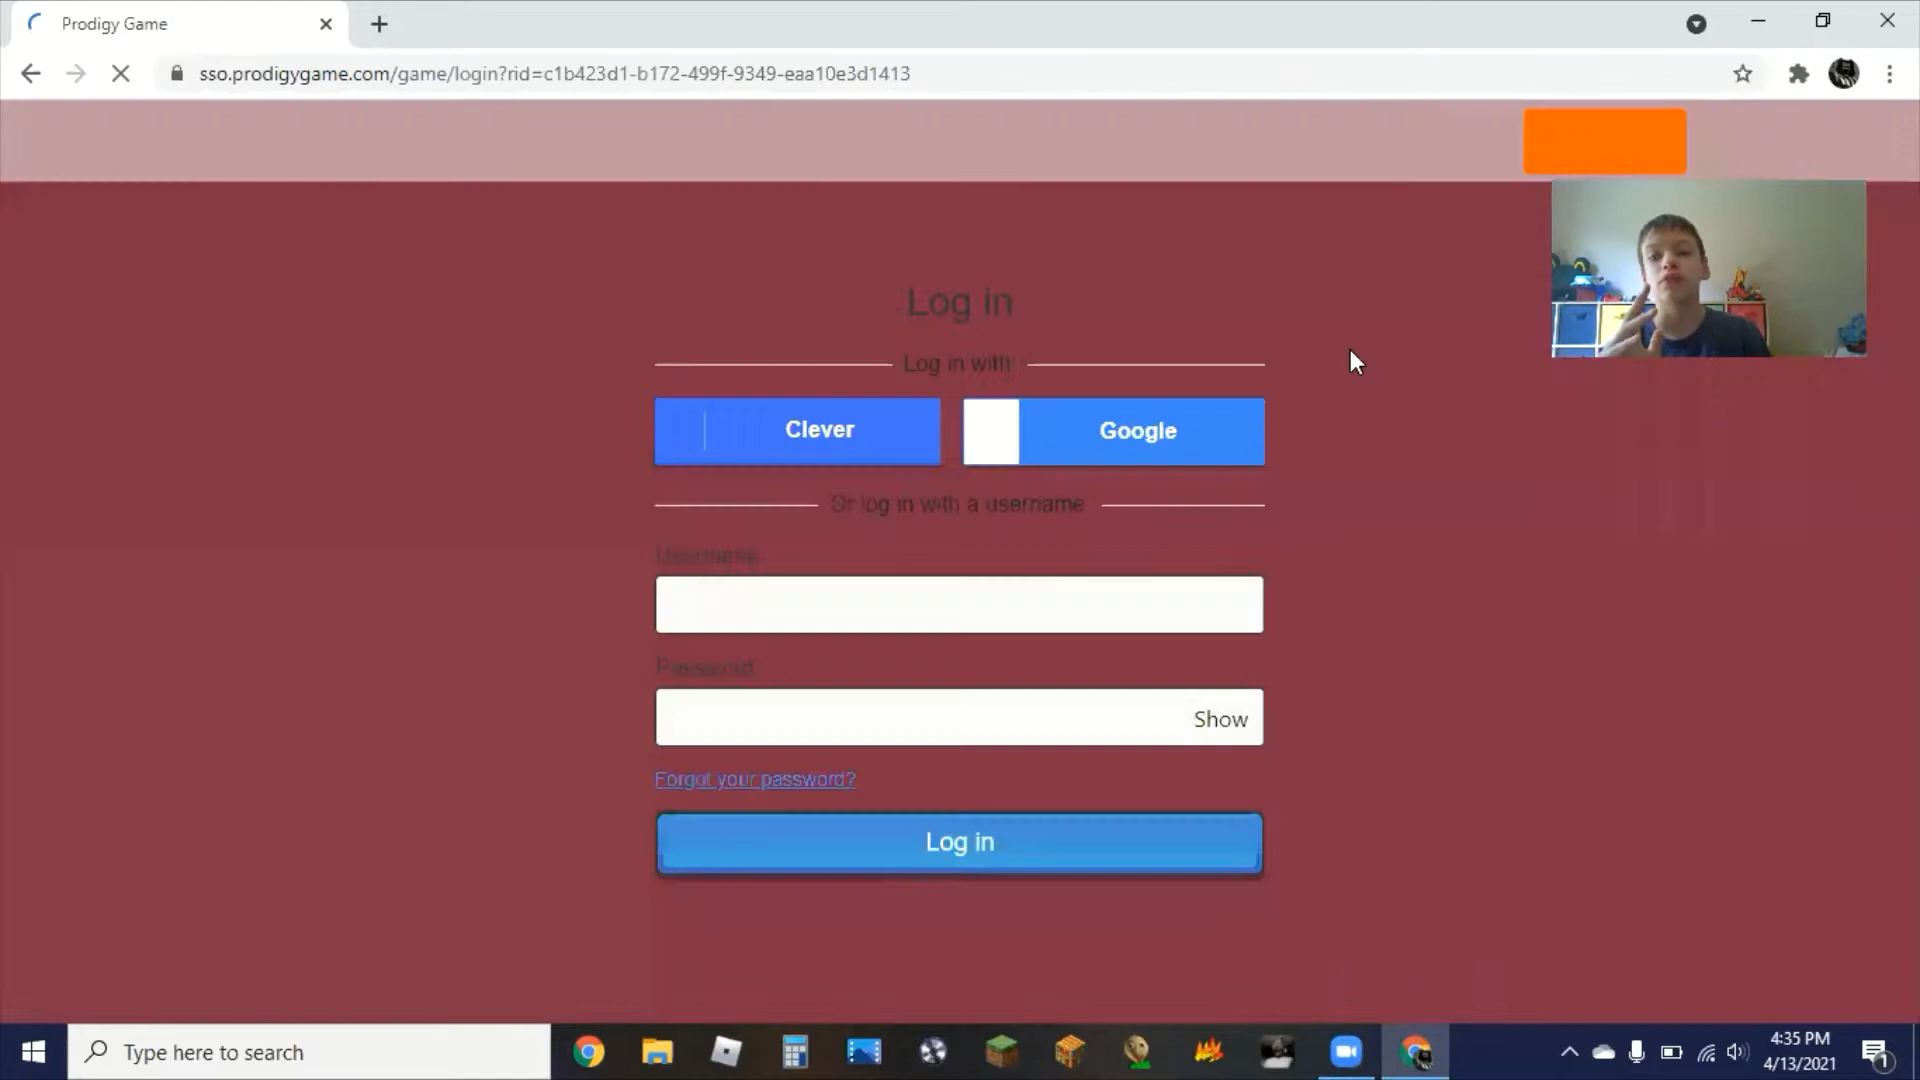 Prodigy Game
sso.prodigygame.com/game/login?rid=c1b423d1-b172-499f-9349-eaa10e3d1413
Log in
Log in with
Clever
Google
Or log in with a username
Username
Password
Show
Forgot your password?
Log in
Type here to search
4:35 PM
4/13/2021
1